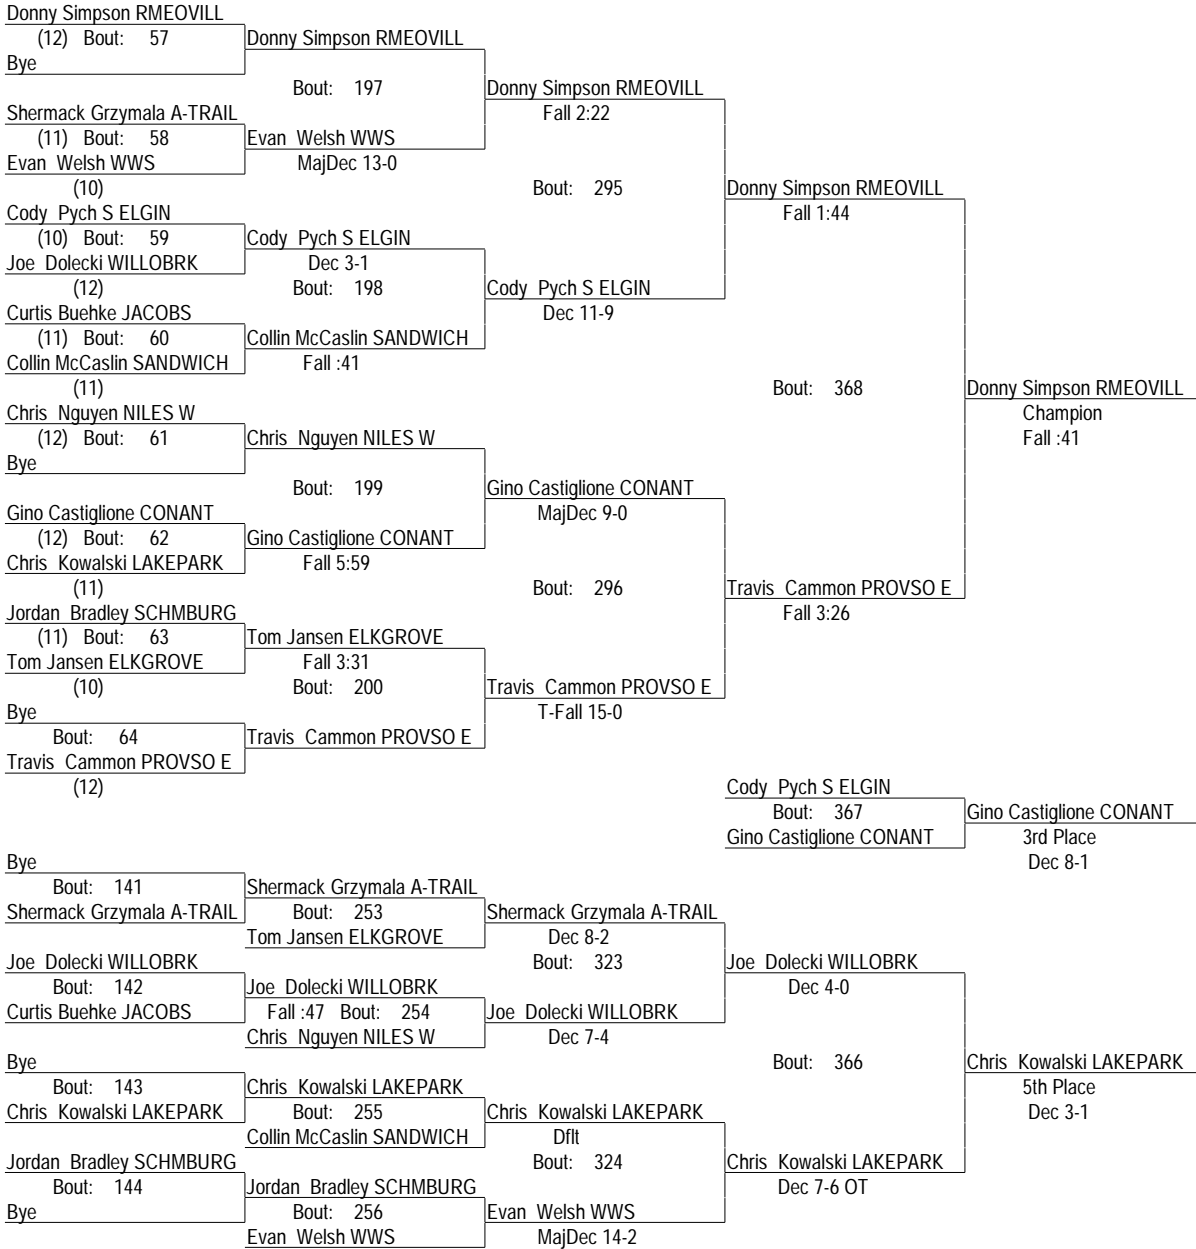 Donny Simpson RMEOVILL
(12) Bout: 57 Donny Simpson RMEOVILL
Bye
Bout: 197 Donny Simpson RMEOVILL
Shermack Grzymala A-TRAIL Fall 2:22
(11) Bout: 58 Evan Welsh WWS
Evan Welsh WWS MajDec 13-0
(10) Bout: 295 Donny Simpson RMEOVILL
Cody Pych S ELGIN Fall 1:44
(10) Bout: 59 Cody Pych S ELGIN
Joe Dolecki WILLOBRK Dec 3-1
(12) Bout: 198 Cody Pych S ELGIN
Curtis Buehke JACOBS Dec 11-9
(11) Bout: 60 Collin McCaslin SANDWICH
Collin McCaslin SANDWICH Fall :41
(11) Bout: 368 Donny Simpson RMEOVILL
Chris Nguyen NILES W Champion
(12) Bout: 61 Chris Nguyen NILES W Fall :41
Bye
Bout: 199 Gino Castiglione CONANT
Gino Castiglione CONANT MajDec 9-0
(12) Bout: 62 Gino Castiglione CONANT
Chris Kowalski LAKEPARK Fall 5:59
(11) Bout: 296 Travis Cammon PROVSO E
Jordan Bradley SCHMBURG Fall 3:26
(11) Bout: 63 Tom Jansen ELKGROVE
Tom Jansen ELKGROVE Fall 3:31
(10) Bout: 200 Travis Cammon PROVSO E
Bye T-Fall 15-0
Bout: 64 Travis Cammon PROVSO E
Travis Cammon PROVSO E
(12) Cody Pych S ELGIN
Bout: 367 Gino Castiglione CONANT
Gino Castiglione CONANT 3rd Place
Bye Dec 8-1
Bout: 141 Shermack Grzymala A-TRAIL
Shermack Grzymala A-TRAIL Bout: 253 Shermack Grzymala A-TRAIL
Tom Jansen ELKGROVE Dec 8-2
Joe Dolecki WILLOBRK Bout: 323 Joe Dolecki WILLOBRK
Bout: 142 Joe Dolecki WILLOBRK Dec 4-0
Curtis Buehke JACOBS Fall :47 Bout: 254 Joe Dolecki WILLOBRK
Chris Nguyen NILES W Dec 7-4
Bye Bout: 366 Chris Kowalski LAKEPARK
Bout: 143 Chris Kowalski LAKEPARK 5th Place
Chris Kowalski LAKEPARK Bout: 255 Chris Kowalski LAKEPARK Dec 3-1
Collin McCaslin SANDWICH Dflt
Jordan Bradley SCHMBURG Bout: 324 Chris Kowalski LAKEPARK
Bout: 144 Jordan Bradley SCHMBURG Dec 7-6 OT
Bye Bout: 256 Evan Welsh WWS
Evan Welsh WWS MajDec 14-2